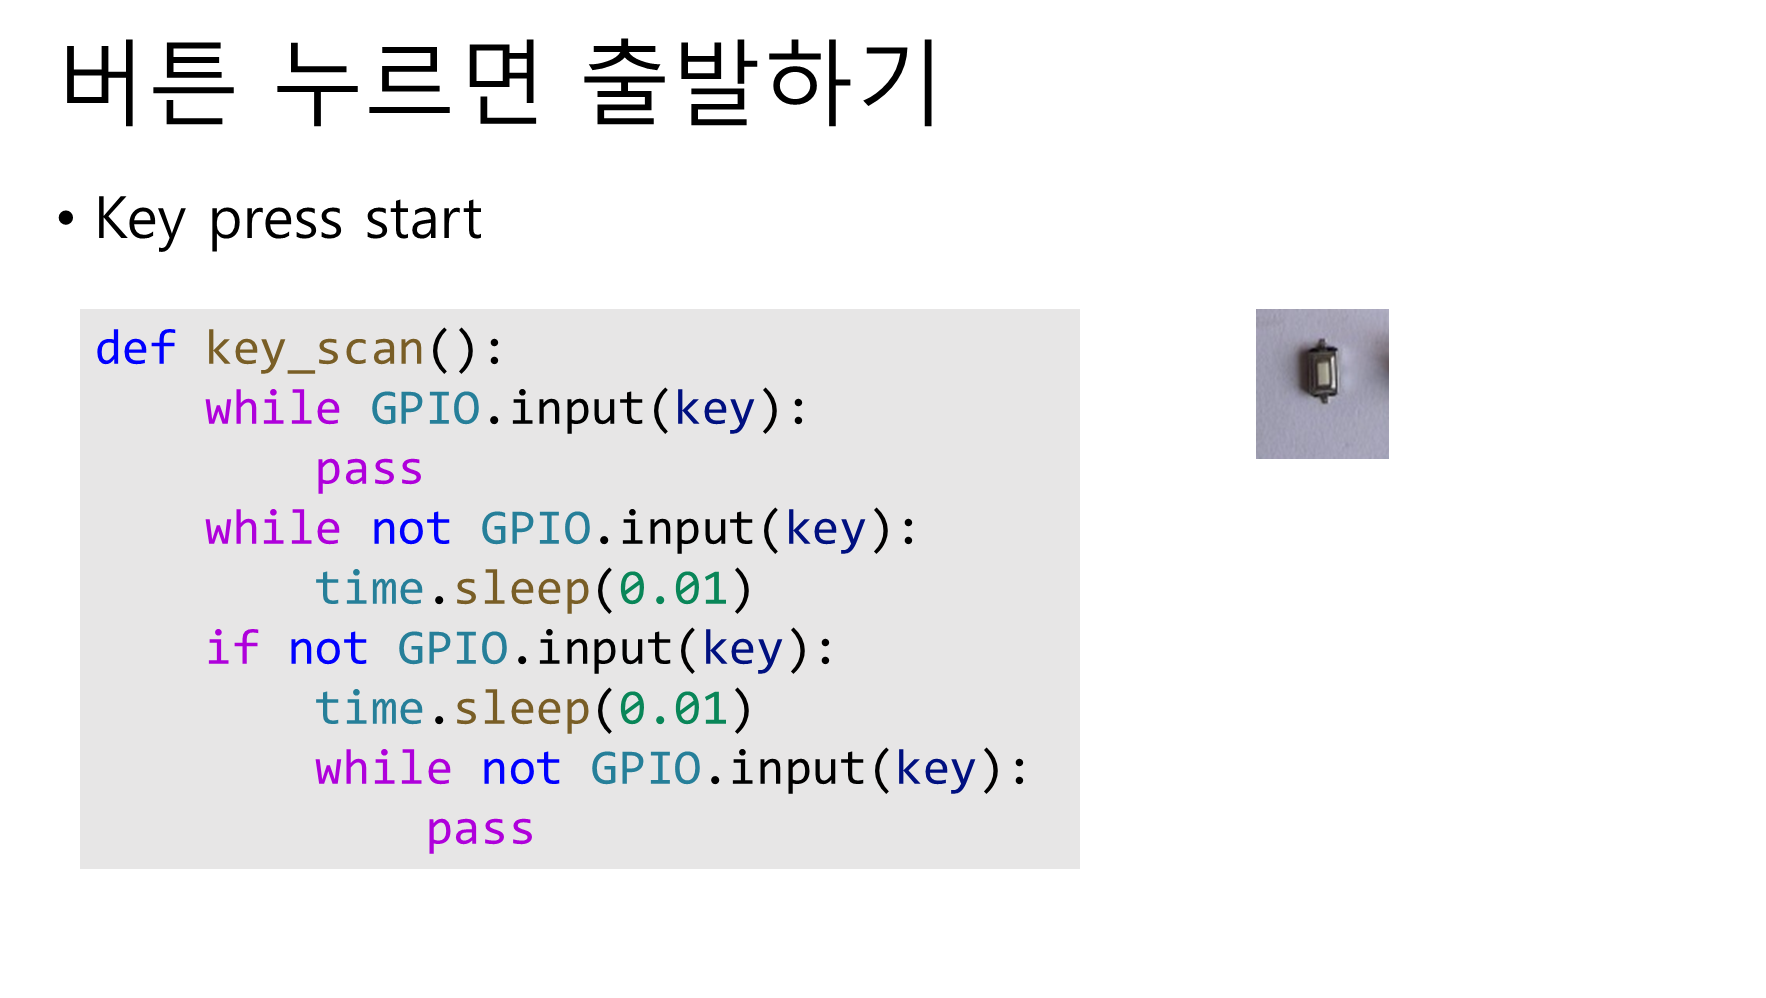 버튼 누르면 출발하기
• Key press start
def key_scan():
    while GPIO.input(key):
        pass
    while not GPIO.input(key):
        time.sleep(0.01)
    if not GPIO.input(key):
        time.sleep(0.01)
        while not GPIO.input(key):
            pass